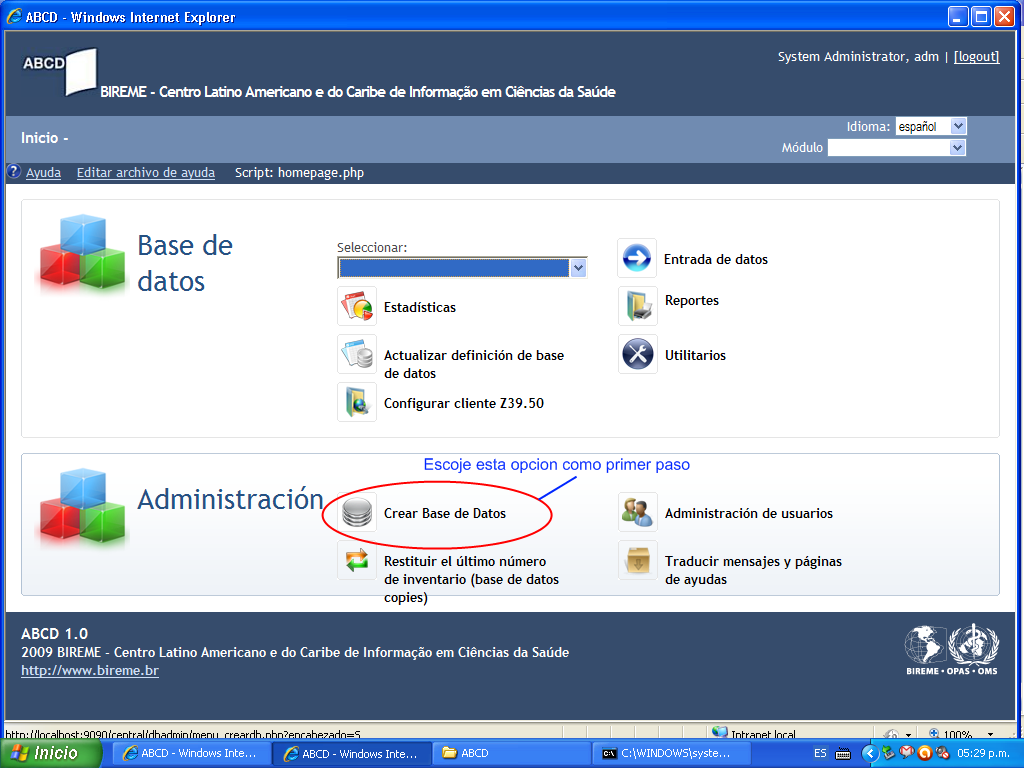 ABCD - Windows Internet Explorer
ABCD
System Administrator, adm | [logout]
BIREME - Centro Latino Americano e do Caribe de Informação em Ciências da Saúde
Inicio -
Idioma: español
Módulo
? Ayuda Editar archivo de ayuda Script: homepage.php
Base de
datos
Seleccionar:
Entrada de datos
Estadísticas
Reportes
Actualizar definición de base
de datos
Utilitarios
Configurar cliente Z39.50
Escoje esta opcion como primer paso
Administración
Crear Base de Datos
Administración de usuarios
Restituir el último número
de inventario (base de datos
copies)
Traducir mensajes y páginas
de ayudas
ABCD 1.0
2009 BIREME - Centro Latino Americano e do Caribe de Informação em Ciências da Saúde
http://www.bireme.br
BIREME • OPAS • OMS
http://localhost:9090/central/dbadmin/menu_creardb.php?encabezado=S
Intranet local
100%
Inicio
ABCD - Windows Inte...
ABCD - Windows Inte...
ABCD
C:\WINDOWS\syste...
ES
05:29 p.m.